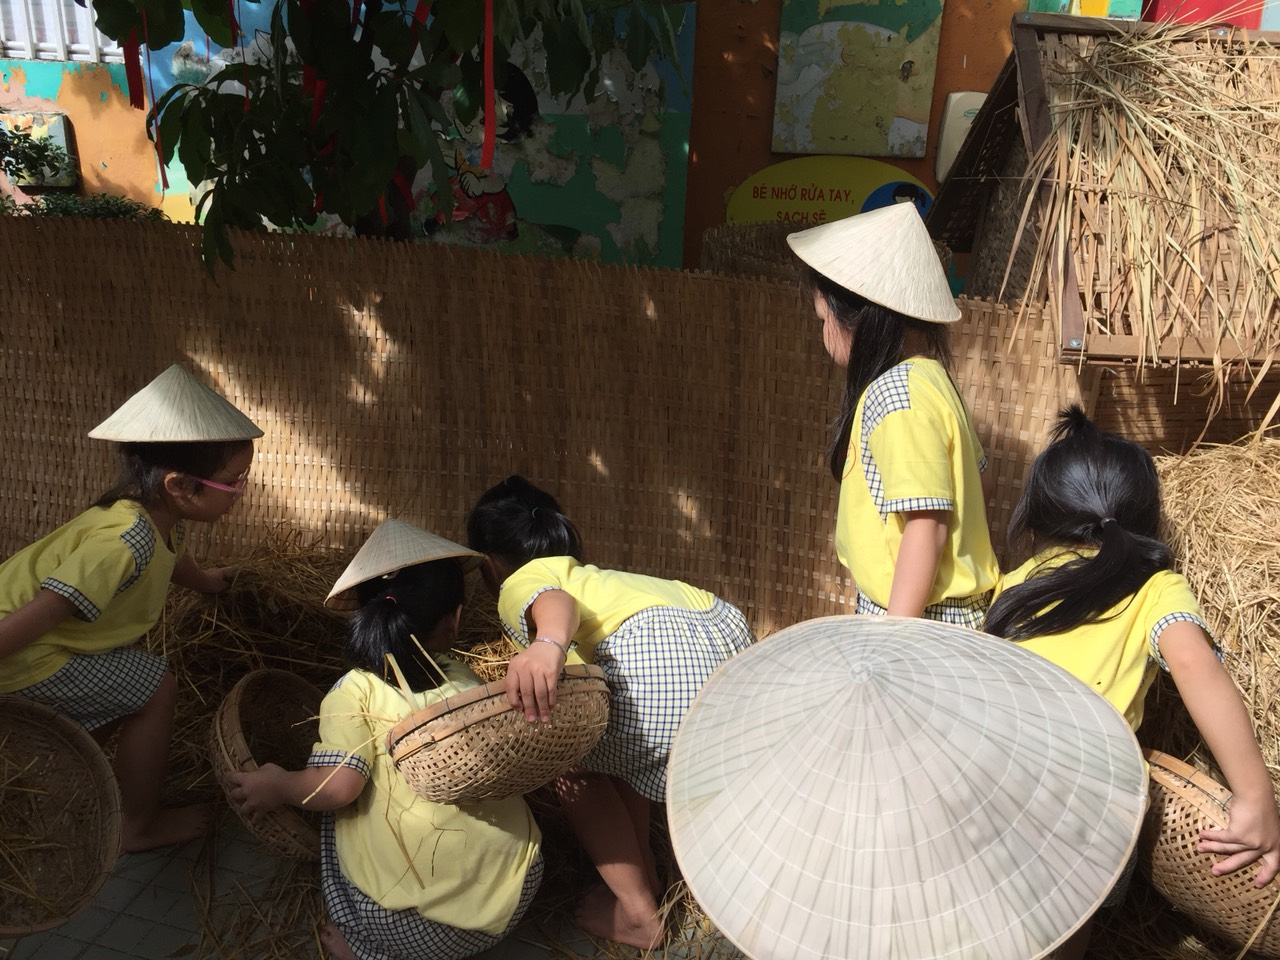 BÉ NHỚ RỬA TAY,
SẠCH SẼ